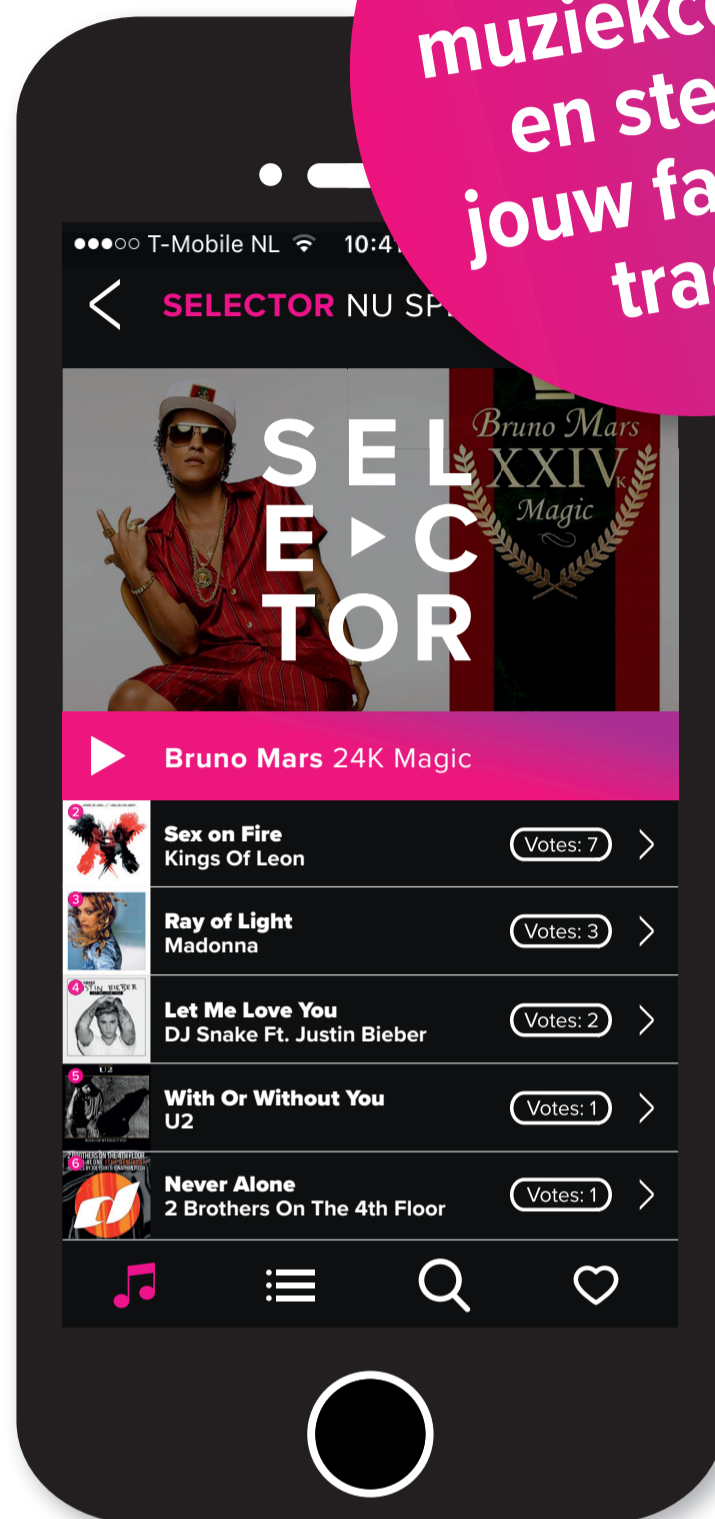 muziekc
en ste
jouw fa
tra
T-Mobile NL 10:41
SELECTOR NU SP
SEL
E C
TOR
Bruno Mars
XXIV K
Magic
Bruno Mars 24K Magic
2
Sex on Fire
Kings Of Leon
Votes: 7
3
Ray of Light
Madonna
Votes: 3
4
Let Me Love You
DJ Snake Ft. Justin Bieber
Votes: 2
5
U2
With Or Without You
U2
Votes: 1
6
Never Alone
2 Brothers On The 4th Floor
Votes: 1